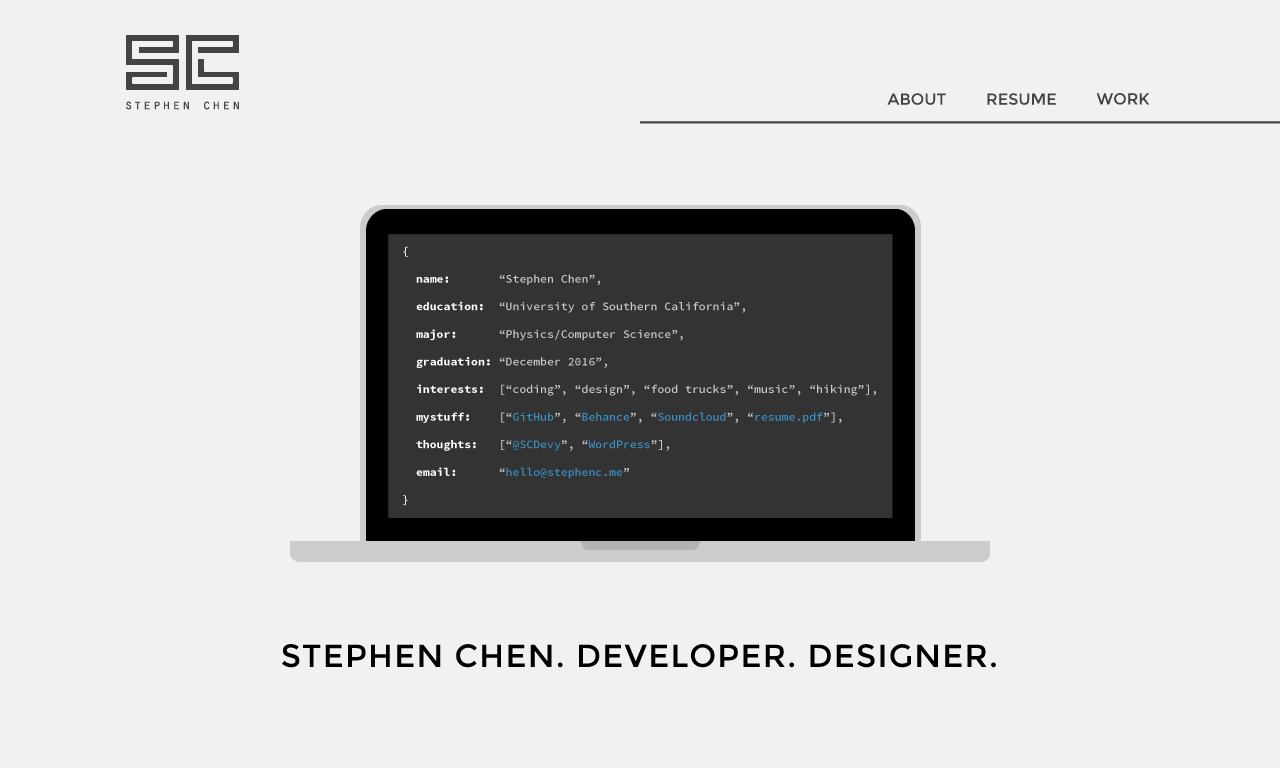 SC
STEPHEN CHEN
ABOUT RESUME WORK
{
name: “Stephen Chen”,
education: “University of Southern California”,
major: “Physics/Computer Science”,
graduation: “December 2016”,
interests: [“coding”, “design”, “food trucks”, “music”, “hiking”],
mystuff: [“GitHub”, “Behance”, “Soundcloud”, “resume.pdf”],
thoughts: [“@SCDevy”, “WordPress”],
email: “hello@stephenc.me”
}
STEPHEN CHEN. DEVELOPER. DESIGNER.